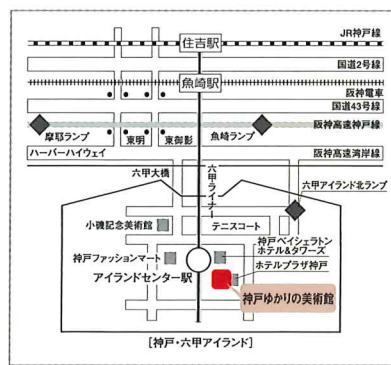 JR神戸線
住吉駅
国道2号線
魚崎駅
阪神電車
国道43号線
阪神高速神戸線
摩耶ランプ
東明
東御影
魚崎ランプ
ハーバーハイウェイ
阪神高速湾岸線
六甲大橋
六甲ライナー
六甲アイランド北ランプ
小磯記念美術館
テニスコート
神戸ベイシェラトン
ホテル&タワーズ
神戸ファッションマート
ホテルプラザ神戸
アイランドセンター駅
神戸ゆかりの美術館
[神戸・六甲アイランド]